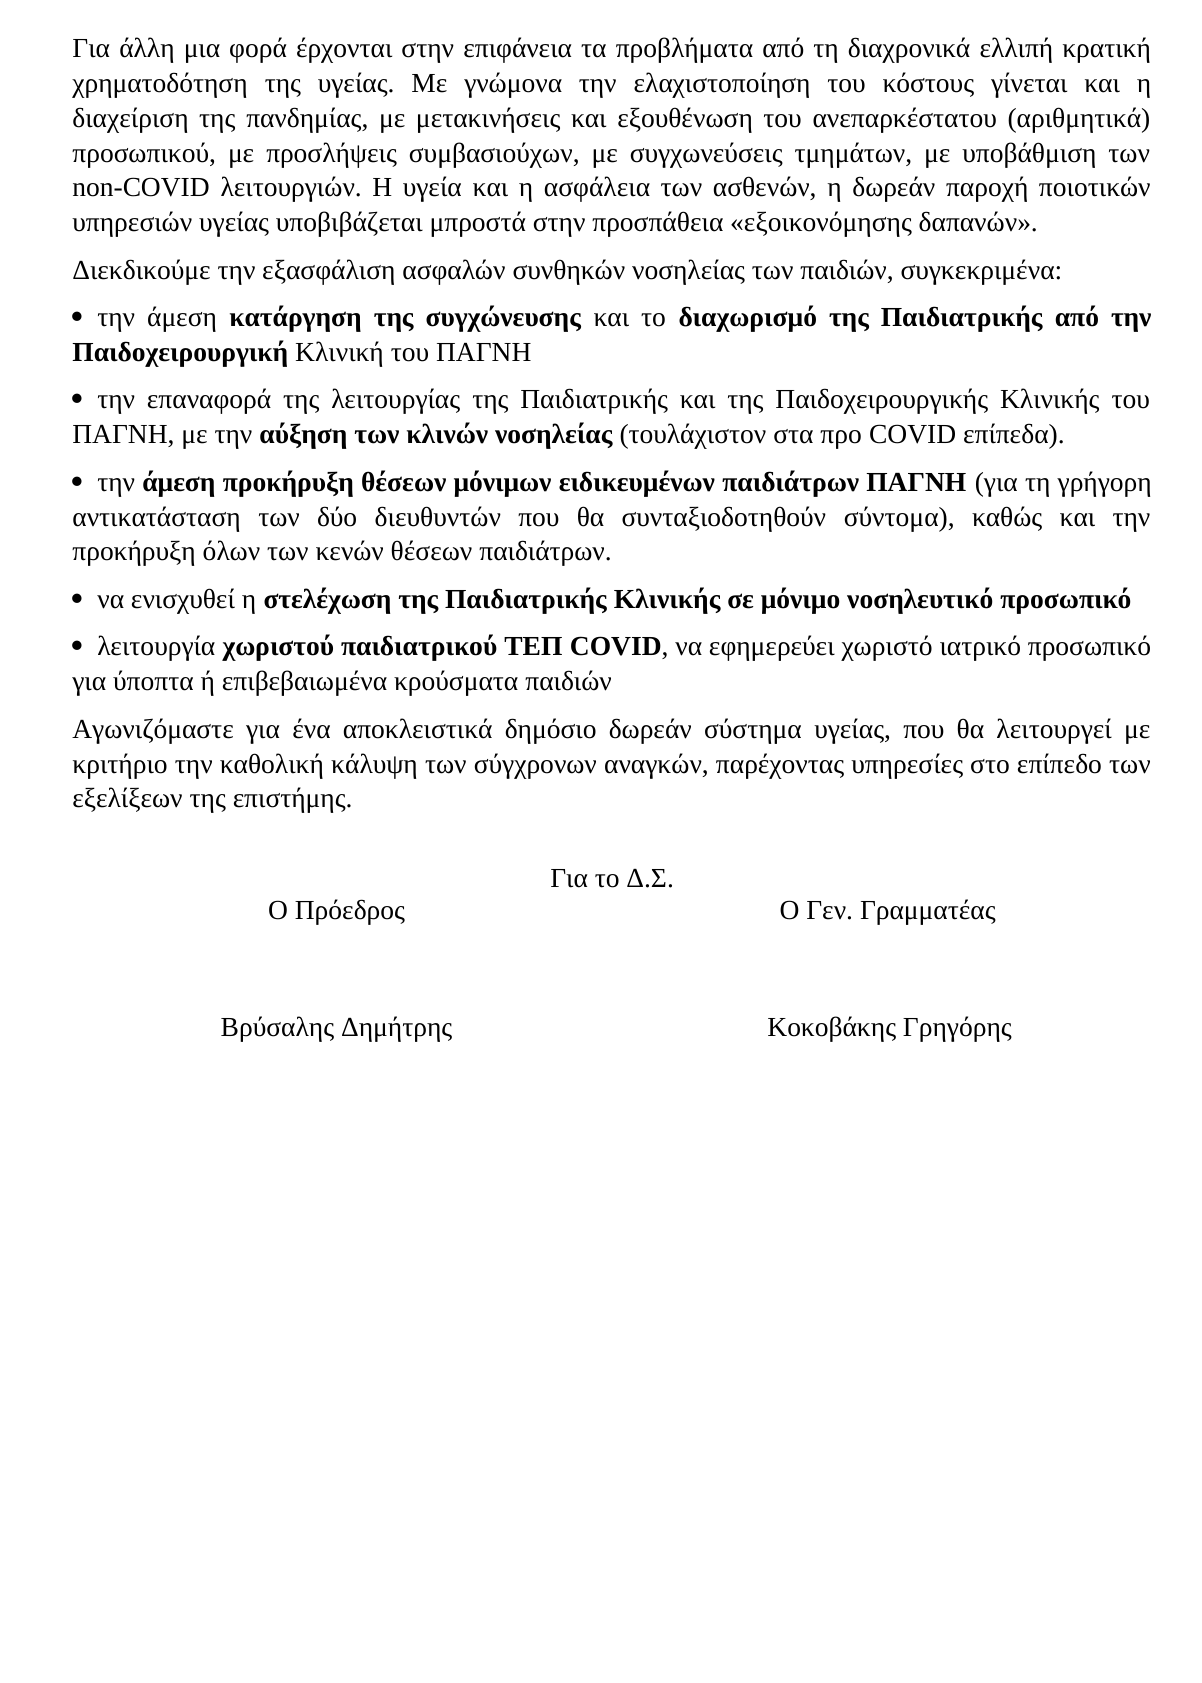 Για άλλη μια φορά έρχονται στην επιφάνεια τα προβλήματα από τη διαχρονικά ελλιπή κρατική
χρηματοδότηση της υγείας. Με γνώμονα την ελαχιστοποίηση του κόστους γίνεται και η
διαχείριση της πανδημίας, με μετακινήσεις και εξουθένωση του ανεπαρκέστατου (αριθμητικά)
προσωπικού, με προσλήψεις συμβασιούχων, με συγχωνεύσεις τμημάτων, με υποβάθμιση των
non-COVID λειτουργιών. Η υγεία και η ασφάλεια των ασθενών, η δωρεάν παροχή ποιοτικών
υπηρεσιών υγείας υποβιβάζεται μπροστά στην προσπάθεια «εξοικονόμησης δαπανών».
Διεκδικούμε την εξασφάλιση ασφαλών συνθηκών νοσηλείας των παιδιών, συγκεκριμένα:
• την άμεση κατάργηση της συγχώνευσης και το διαχωρισμό της Παιδιατρικής από την
Παιδοχειρουργική Κλινική του ΠΑΓΝΗ
• την επαναφορά της λειτουργίας της Παιδιατρικής και της Παιδοχειρουργικής Κλινικής του
ΠΑΓΝΗ, με την αύξηση των κλινών νοσηλείας (τουλάχιστον στα προ COVID επίπεδα).
• την άμεση προκήρυξη θέσεων μόνιμων ειδικευμένων παιδιάτρων ΠΑΓΝΗ (για τη γρήγορη
αντικατάσταση των δύο διευθυντών που θα συνταξιοδοτηθούν σύντομα), καθώς και την
προκήρυξη όλων των κενών θέσεων παιδιάτρων.
• να ενισχυθεί η στελέχωση της Παιδιατρικής Κλινικής σε μόνιμο νοσηλευτικό προσωπικό
• λειτουργία χωριστού παιδιατρικού ΤΕΠ COVID, να εφημερεύει χωριστό ιατρικό προσωπικό
για ύποπτα ή επιβεβαιωμένα κρούσματα παιδιών
Αγωνιζόμαστε για ένα αποκλειστικά δημόσιο δωρεάν σύστημα υγείας, που θα λειτουργεί με
κριτήριο την καθολική κάλυψη των σύγχρονων αναγκών, παρέχοντας υπηρεσίες στο επίπεδο των
εξελίξεων της επιστήμης.
Για το Δ.Σ.
Ο Πρόεδρος Ο Γεν. Γραμματέας
Βρύσαλης Δημήτρης Κοκοβάκης Γρηγόρης